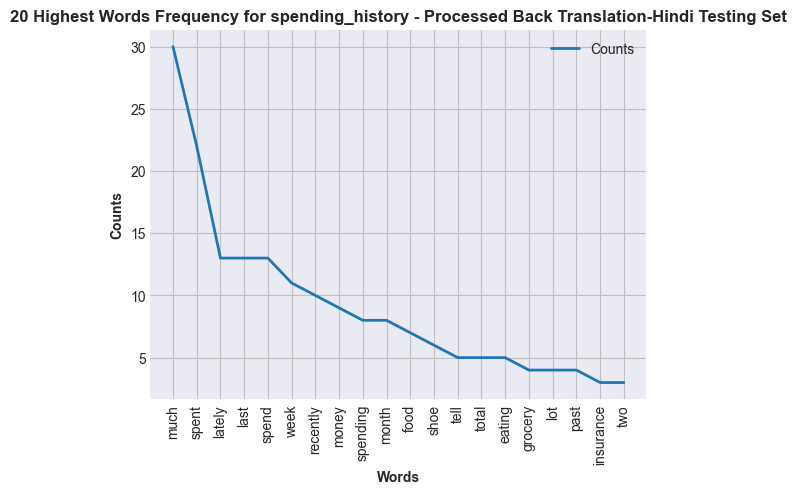 20 Highest Words Frequency for spending_history - Processed Back Translation-Hindi Testing Set
Counts
30
25
20
15
10
5
Counts
much
spent
lately
last
spend
week
recently
money
spending
month
food
shoe
tell
total
eating
grocery
lot
past
insurance
two
Words